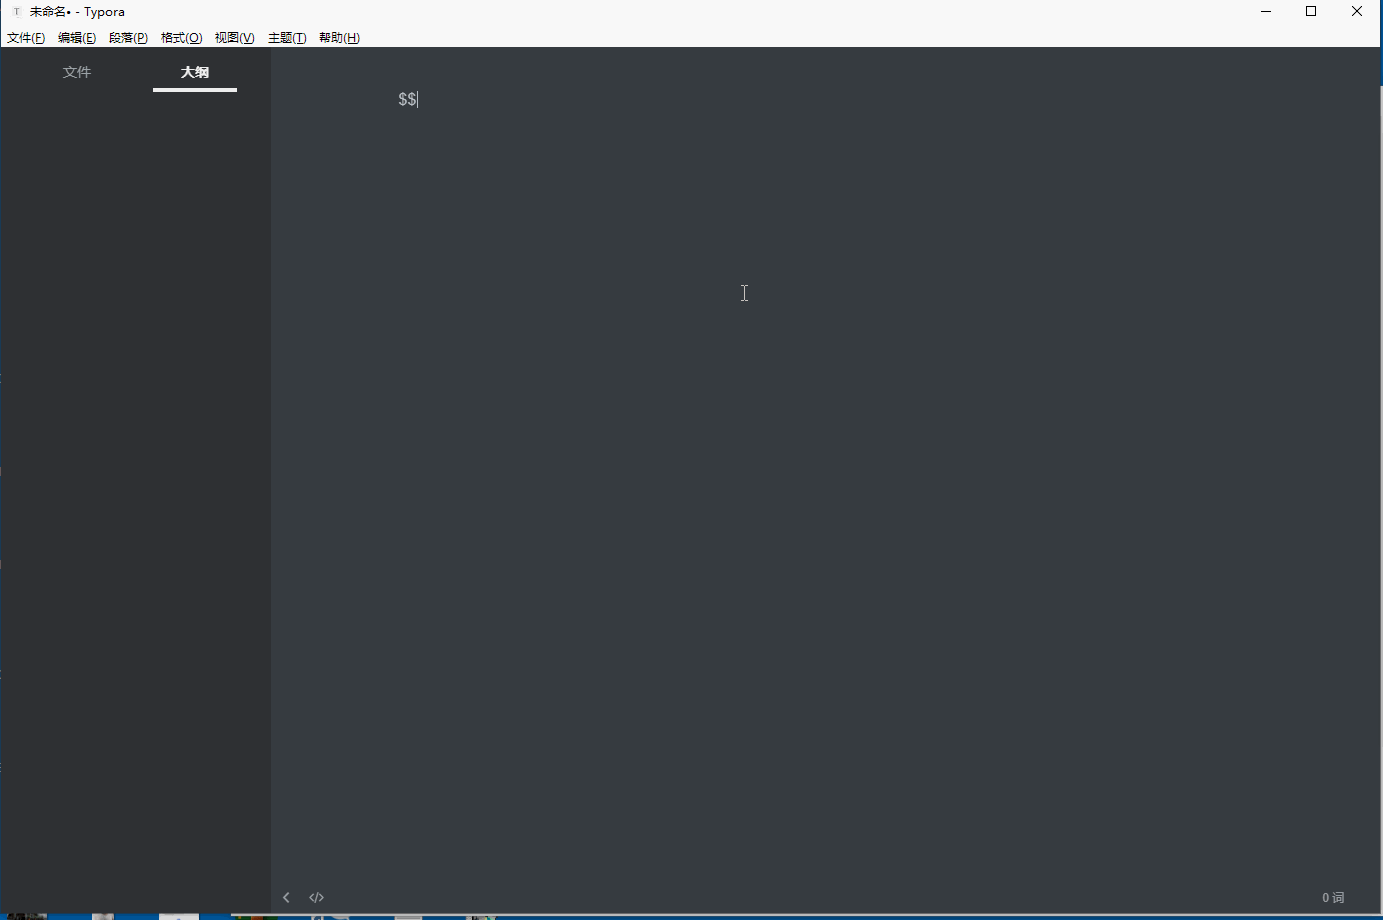 T 未命名• - Typora
文件(F) 编辑(E) 段落(P) 格式(O) 视图(V) 主题(T) 帮助(H)
文件 大纲
$$
</>
0 词